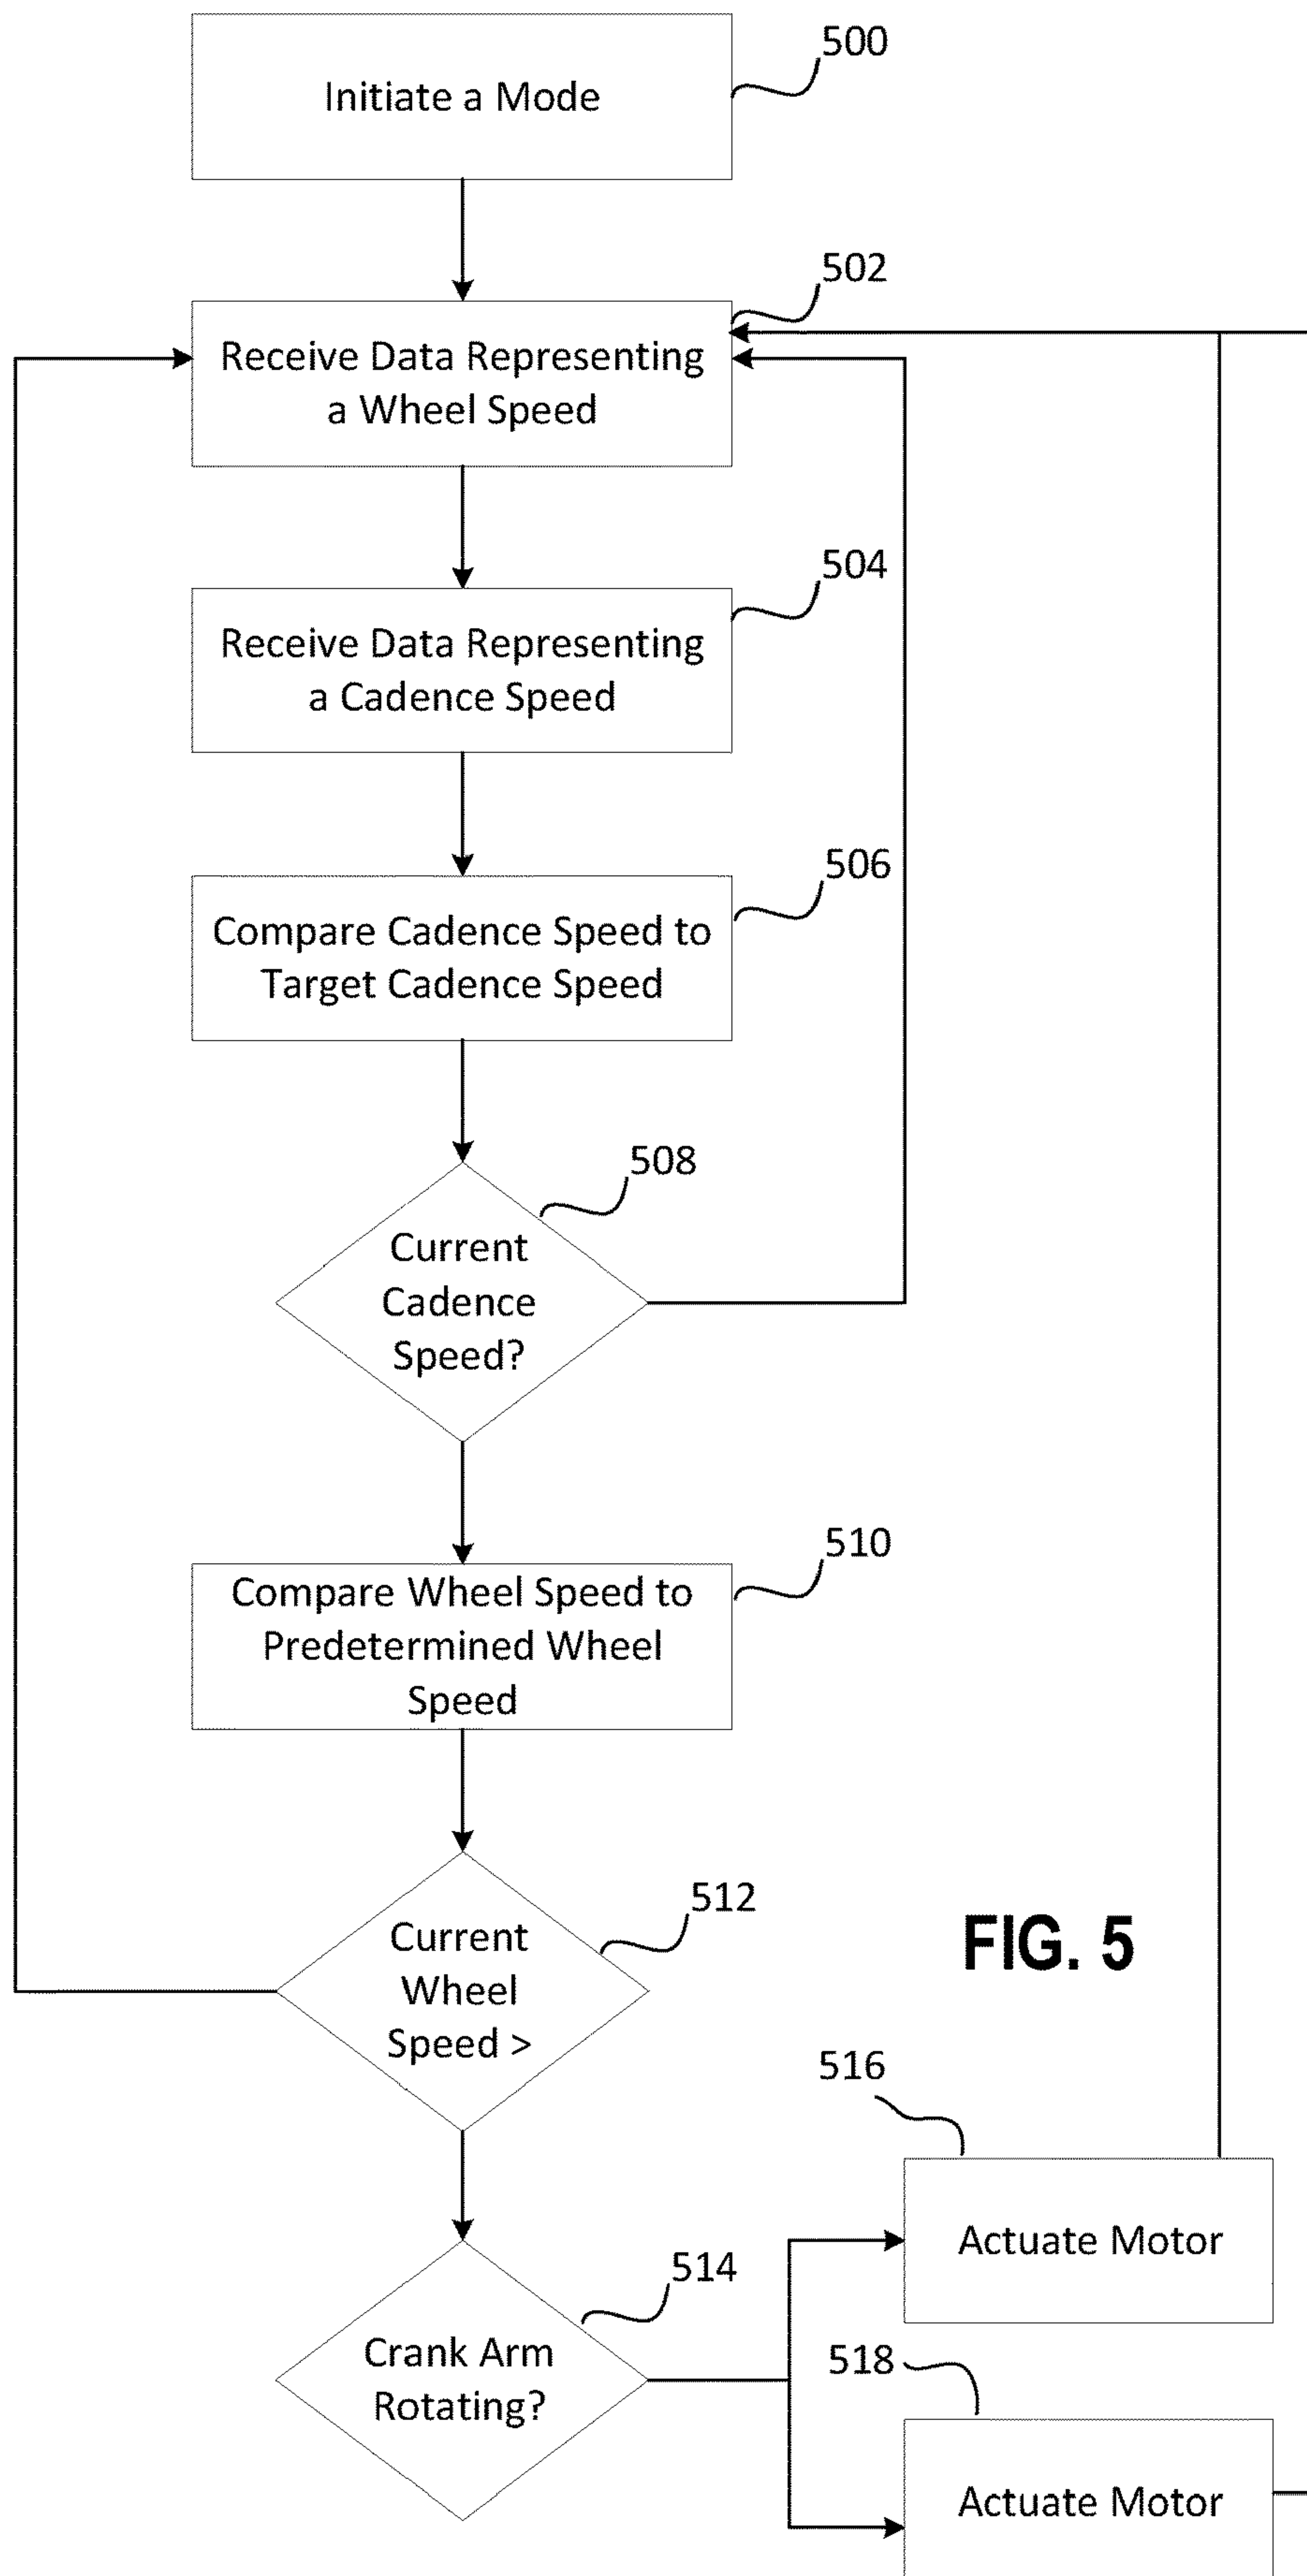 500
Initiate a Mode
502
Receive Data Representing
a Wheel Speed
504
Receive Data Representing
a Cadence Speed
506
Compare Cadence Speed to
Target Cadence Speed
508
Current
Cadence
Speed?
510
Compare Wheel Speed to
Predetermined Wheel
Speed
512
Current
Wheel
Speed >
FIG. 5
514
Crank Arm
Rotating?
516
Actuate Motor
518
Actuate Motor